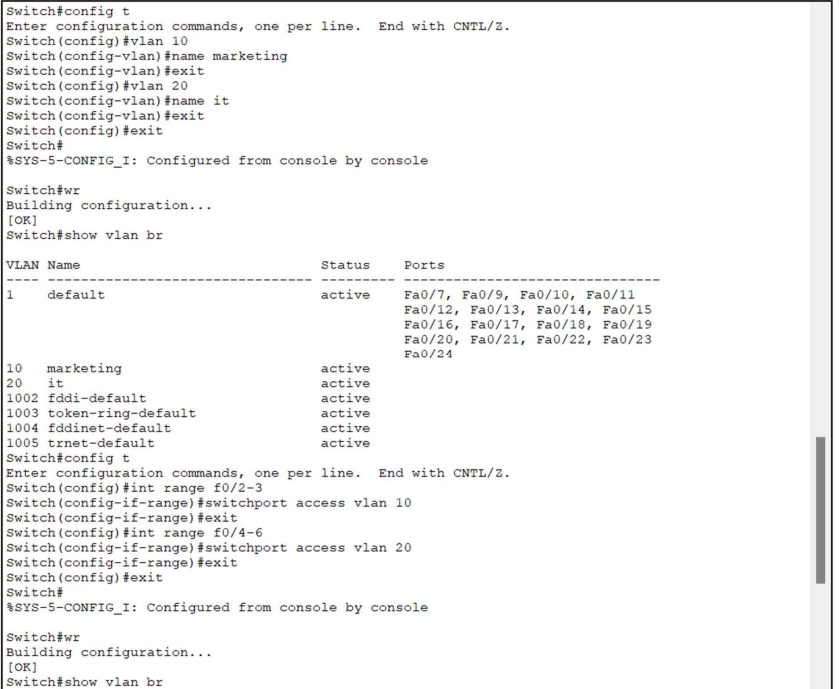 Switch#config t
Enter configuration commands, one per line.  End with CNTL/Z.
Switch(config)#vlan 10
Switch(config-vlan)#name marketing
Switch(config-vlan)#exit
Switch(config)#vlan 20
Switch(config-vlan)#name it
Switch(config-vlan)#exit
Switch(config)#exit
Switch#
%SYS-5-CONFIG_I: Configured from console by console

Switch#wr
Building configuration...
[OK]
Switch#show vlan br

VLAN Name                             Status    Ports
---- -------------------------------- --------- -------------------------------
1    default                          active    Fa0/7, Fa0/9, Fa0/10, Fa0/11
                                                Fa0/12, Fa0/13, Fa0/14, Fa0/15
                                                Fa0/16, Fa0/17, Fa0/18, Fa0/19
                                                Fa0/20, Fa0/21, Fa0/22, Fa0/23
                                                Fa0/24
10   marketing                        active
20   it                               active
1002 fddi-default                     active
1003 token-ring-default               active
1004 fddinet-default                  active
1005 trnet-default                    active
Switch#config t
Enter configuration commands, one per line.  End with CNTL/Z.
Switch(config)#int range f0/2-3
Switch(config-if-range)#switchport access vlan 10
Switch(config-if-range)#exit
Switch(config)#int range f0/4-6
Switch(config-if-range)#switchport access vlan 20
Switch(config-if-range)#exit
Switch(config)#exit
Switch#
%SYS-5-CONFIG_I: Configured from console by console

Switch#wr
Building configuration...
[OK]
Switch#show vlan br